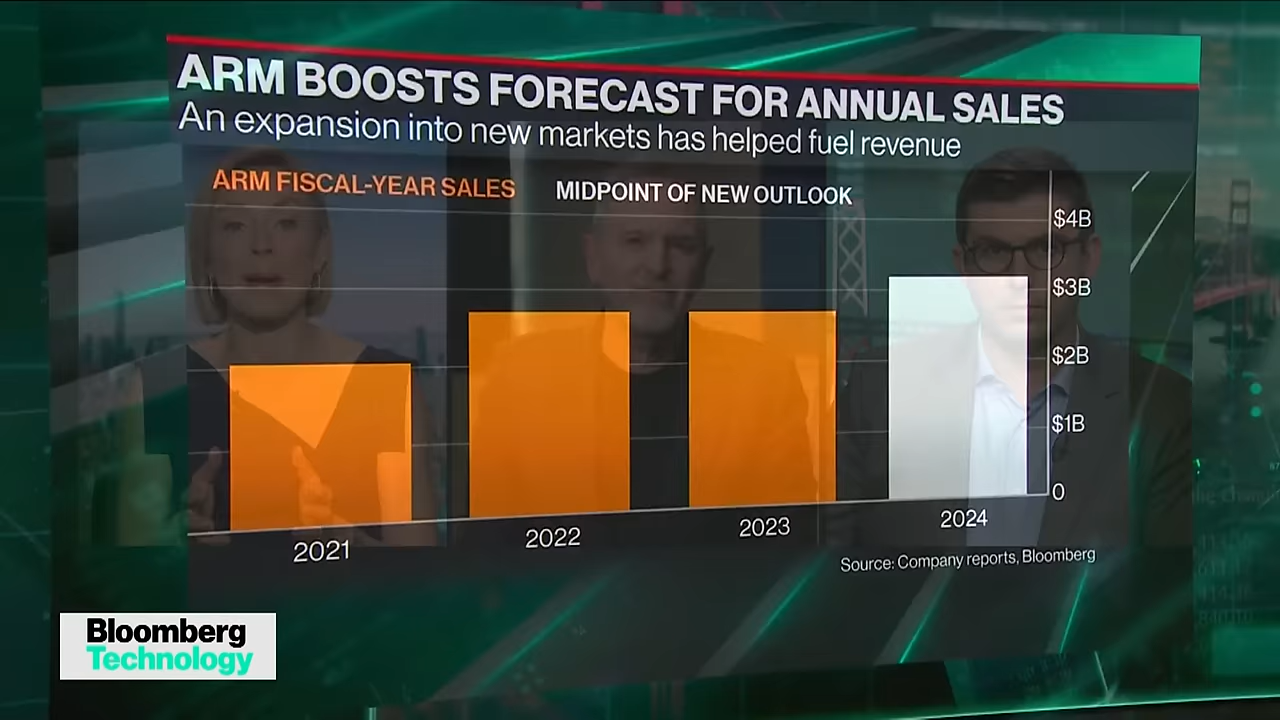 ARM BOOSTS FORECAST FOR ANNUAL SALES
An expansion into new markets has helped fuel revenue
ARM FISCAL-YEAR SALES
MIDPOINT OF NEW OUTLOOK
$4B
$3B
$2B
$1B
0
2021
2022
2023
2024
Source: Company reports, Bloomberg
Bloomberg
Technology